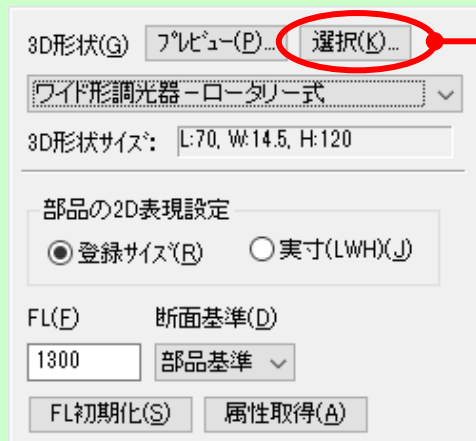 3D形状(G) ﾌﾟﾚﾋﾞｭｰ(P)... 選択(K)...
ワイド形調光器－ロータリー式
3D形状ｻｲｽﾞ: L:70, W:14.5, H:120
部品の2D表現設定
登録ｻｲｽﾞ(R) 実寸(LWH)(J)
FL(F) 断面基準(D)
1300 部品基準
FL初期化(S) 属性取得(A)